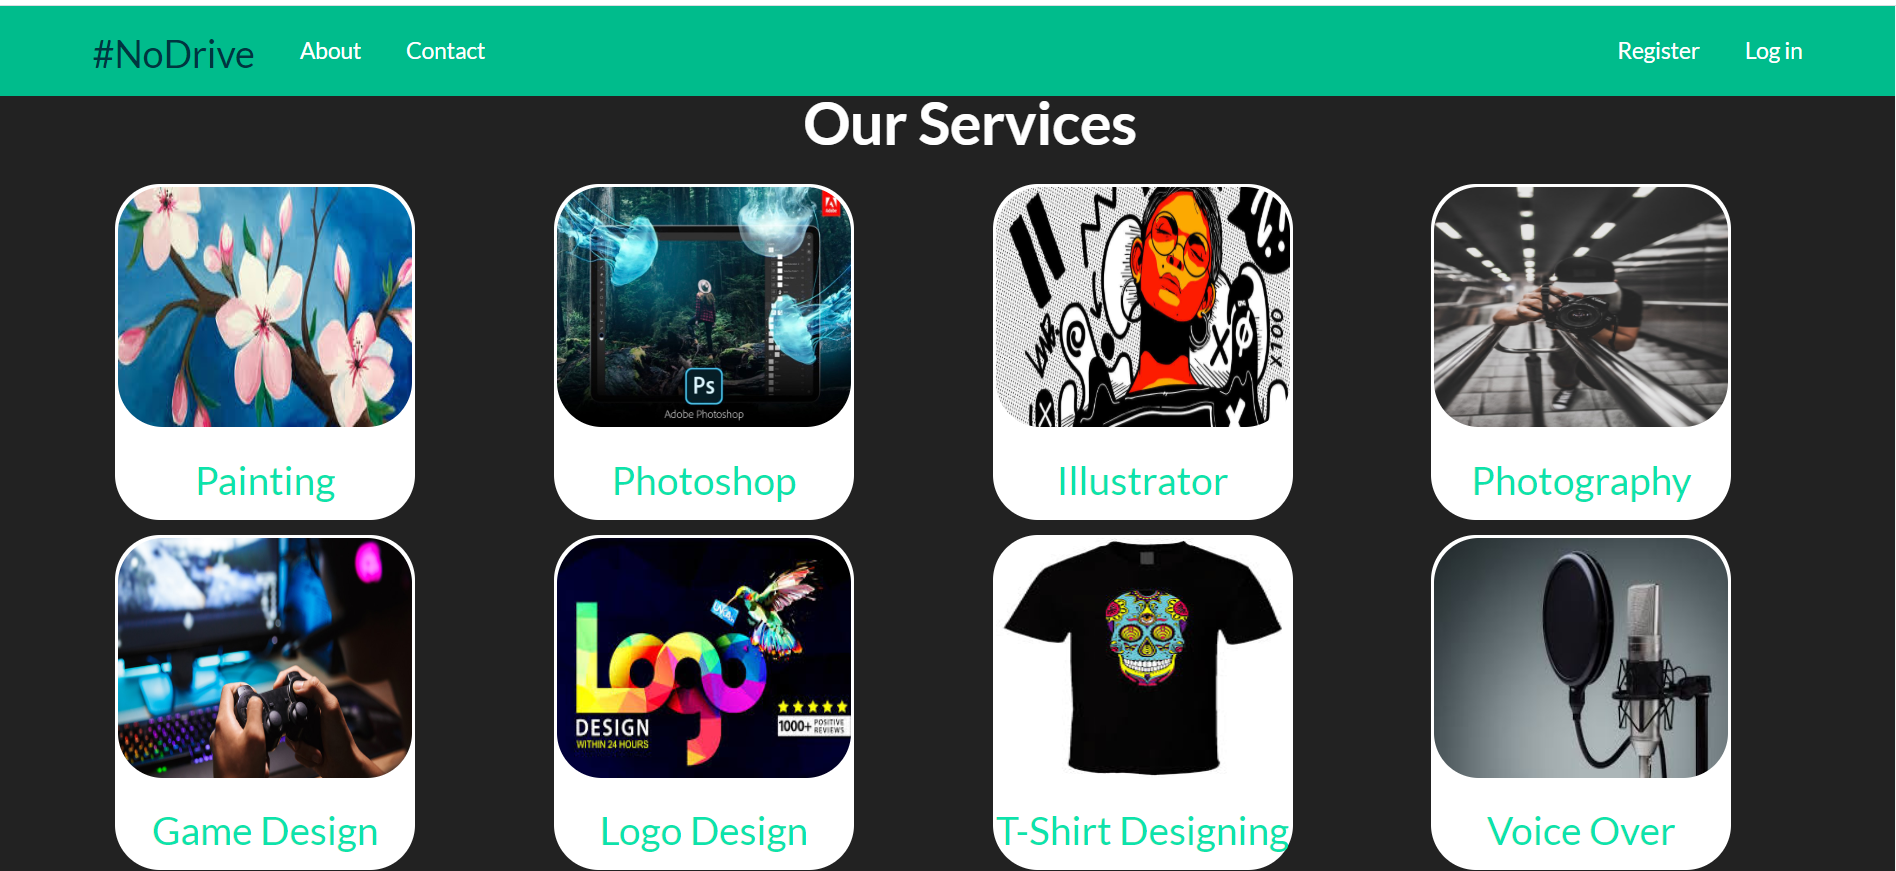 #NoDrive About Contact Register Log in
Our Services
Adobe
Ps
Adobe Photoshop
X
X100
X
X
Painting Photoshop Illustrator Photography
Logo
DESIGN
WITHIN 24 HOURS
1000+ POSITIVE
REVIEWS
Game Design Logo Design T-Shirt Designing Voice Over